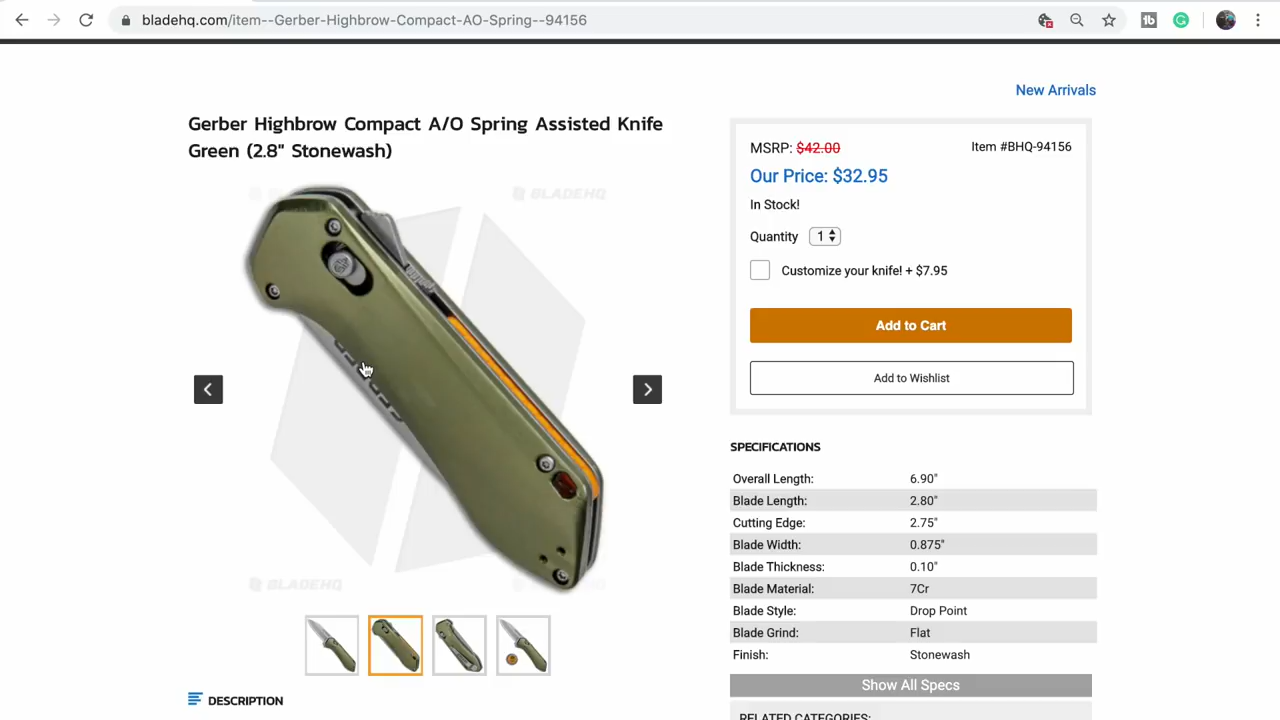 bladehq.com/item--Gerber-Highbrow-Compact-AO-Spring--94156
New Arrivals
Gerber Highbrow Compact A/O Spring Assisted Knife
Green (2.8" Stonewash)
BLADEHQ
BLADEHQ
MSRP: $42.00
Item #BHQ-94156
Our Price: $32.95
In Stock!
Quantity 1
Customize your knife! + $7.95
Add to Cart
Add to Wishlist
SPECIFICATIONS
Overall Length: 6.90"
Blade Length: 2.80"
Cutting Edge: 2.75"
Blade Width: 0.875"
Blade Thickness: 0.10"
Blade Material: 7Cr
Blade Style: Drop Point
Blade Grind: Flat
Finish: Stonewash
Show All Specs
DESCRIPTION
RELATED CATEGORIES: